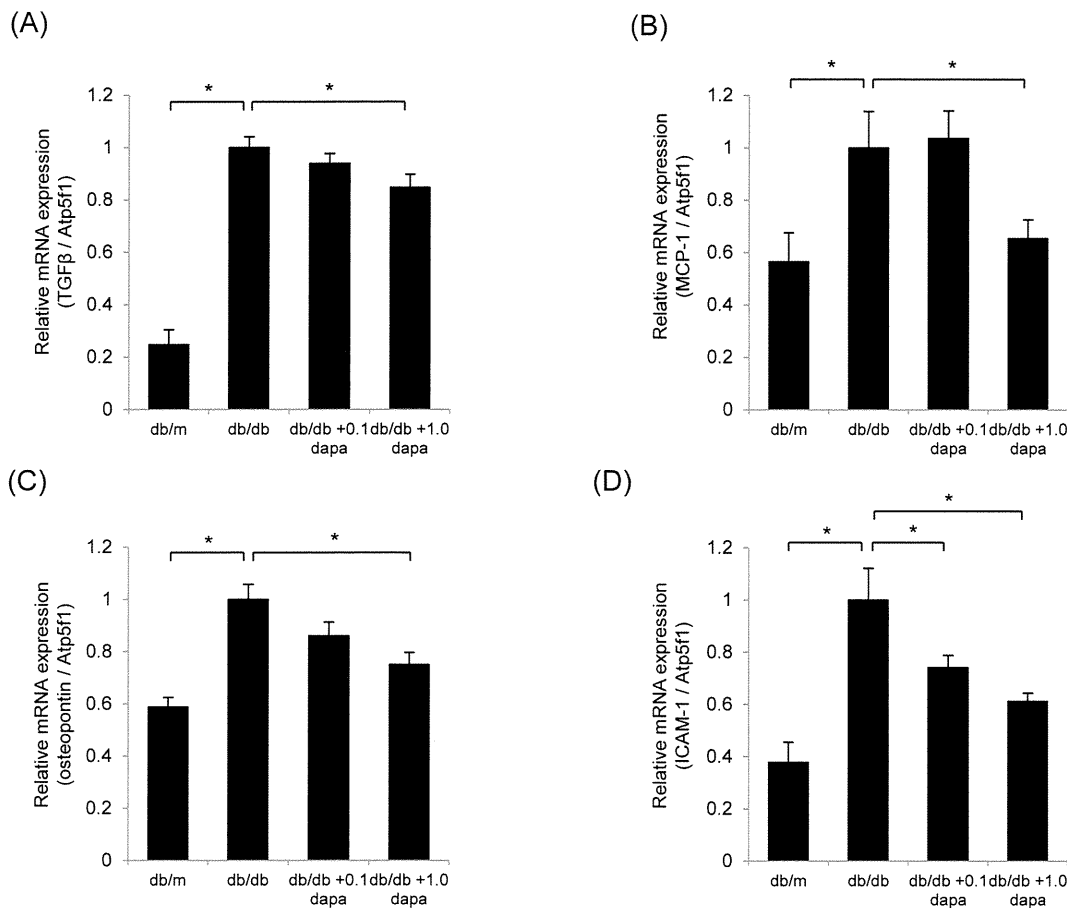 (A)
Relative mRNA expression
(TGFβ / Atp5f1)
1.2
1
0.8
0.6
0.4
0.2
0
*
*
db/m
db/db
db/db +0.1
dapa
db/db +1.0
dapa
(B)
Relative mRNA expression
(MCP-1 / Atp5f1)
1.2
1
0.8
0.6
0.4
0.2
0
*
*
db/m
db/db
db/db +0.1
dapa
db/db +1.0
dapa
(C)
Relative mRNA expression
(osteopontin / Atp5f1)
1.2
1
0.8
0.6
0.4
0.2
0
*
*
db/m
db/db
db/db +0.1
dapa
db/db +1.0
dapa
(D)
Relative mRNA expression
(ICAM-1 / Atp5f1)
1.2
1
0.8
0.6
0.4
0.2
0
*
*
*
db/m
db/db
db/db +0.1
dapa
db/db +1.0
dapa